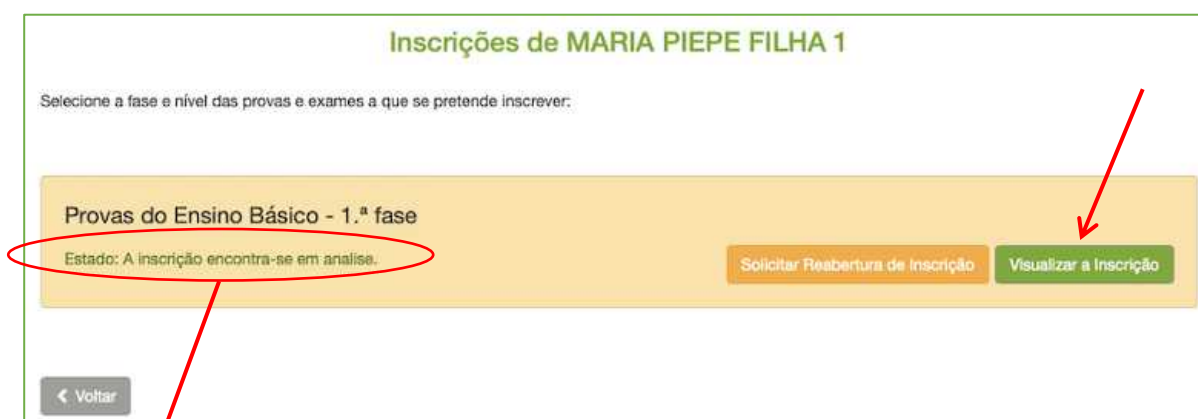 Inscrições de MARIA PIEPE FILHA 1
Selecione a fase e nível das provas e exames a que se pretende inscrever:
Provas do Ensino Básico - 1.ª fase
Estado: A inscrição encontra-se em analise.
Solicitar Reabertura de Inscrição
Visualizar a Inscrição
Voltar